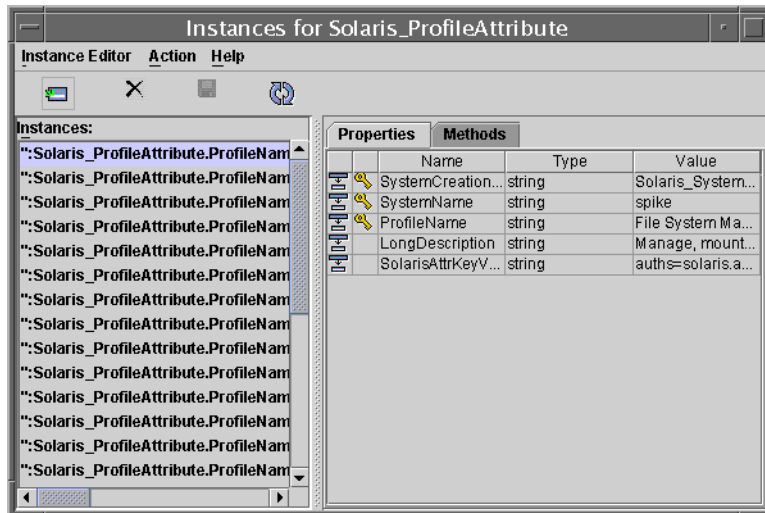 Instances for Solaris_ProfileAttribute
Instance Editor Action Help
Instances:
":Solaris_ProfileAttribute.ProfileNam
":Solaris_ProfileAttribute.ProfileNam
":Solaris_ProfileAttribute.ProfileNam
":Solaris_ProfileAttribute.ProfileNam
":Solaris_ProfileAttribute.ProfileNam
":Solaris_ProfileAttribute.ProfileNam
":Solaris_ProfileAttribute.ProfileNam
":Solaris_ProfileAttribute.ProfileNam
":Solaris_ProfileAttribute.ProfileNam
":Solaris_ProfileAttribute.ProfileNam
":Solaris_ProfileAttribute.ProfileNam
":Solaris_ProfileAttribute.ProfileNam
":Solaris_ProfileAttribute.ProfileNam
":Solaris_ProfileAttribute.ProfileNam
Properties Methods
Name Type Value
SystemCreation... string Solaris_System...
SystemName string spike
ProfileName string File System Ma...
LongDescription string Manage, mount...
SolarisAttrKeyV... string auths=solaris.a...